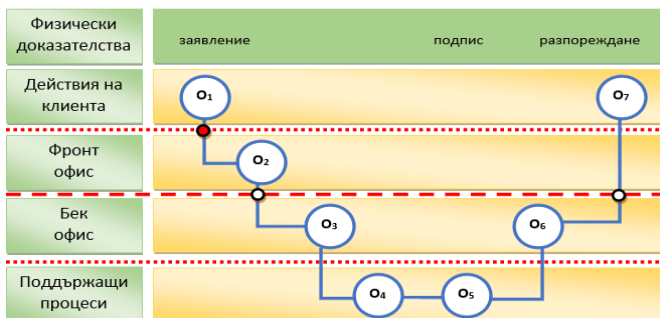 Физически
доказателства
заявление
подпис
разпореждане
Действия на
клиента
O1
O7
Фронт
офис
O2
Бек
офис
O3
O6
Поддържащи
процеси
O4
O5